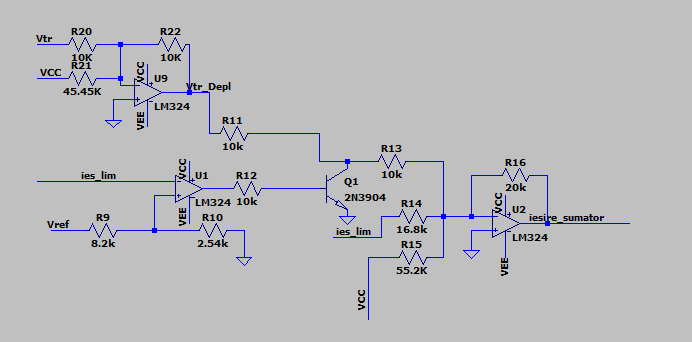 Vtr
R20
10K
R22
10K
VCC
R21
45.45K
VCC
U9
LM324
VEE
Vtr_Depl
R11
10k
ies_lim
VCC
U1
LM324
VEE
R12
10k
Q1
2N3904
R13
10k
Vref
R9
8.2k
R10
2.54k
ies_lim
R14
16.8k
R15
55.2K
VCC
R16
20k
VCC
U2
LM324
VEE
iesire_sumator